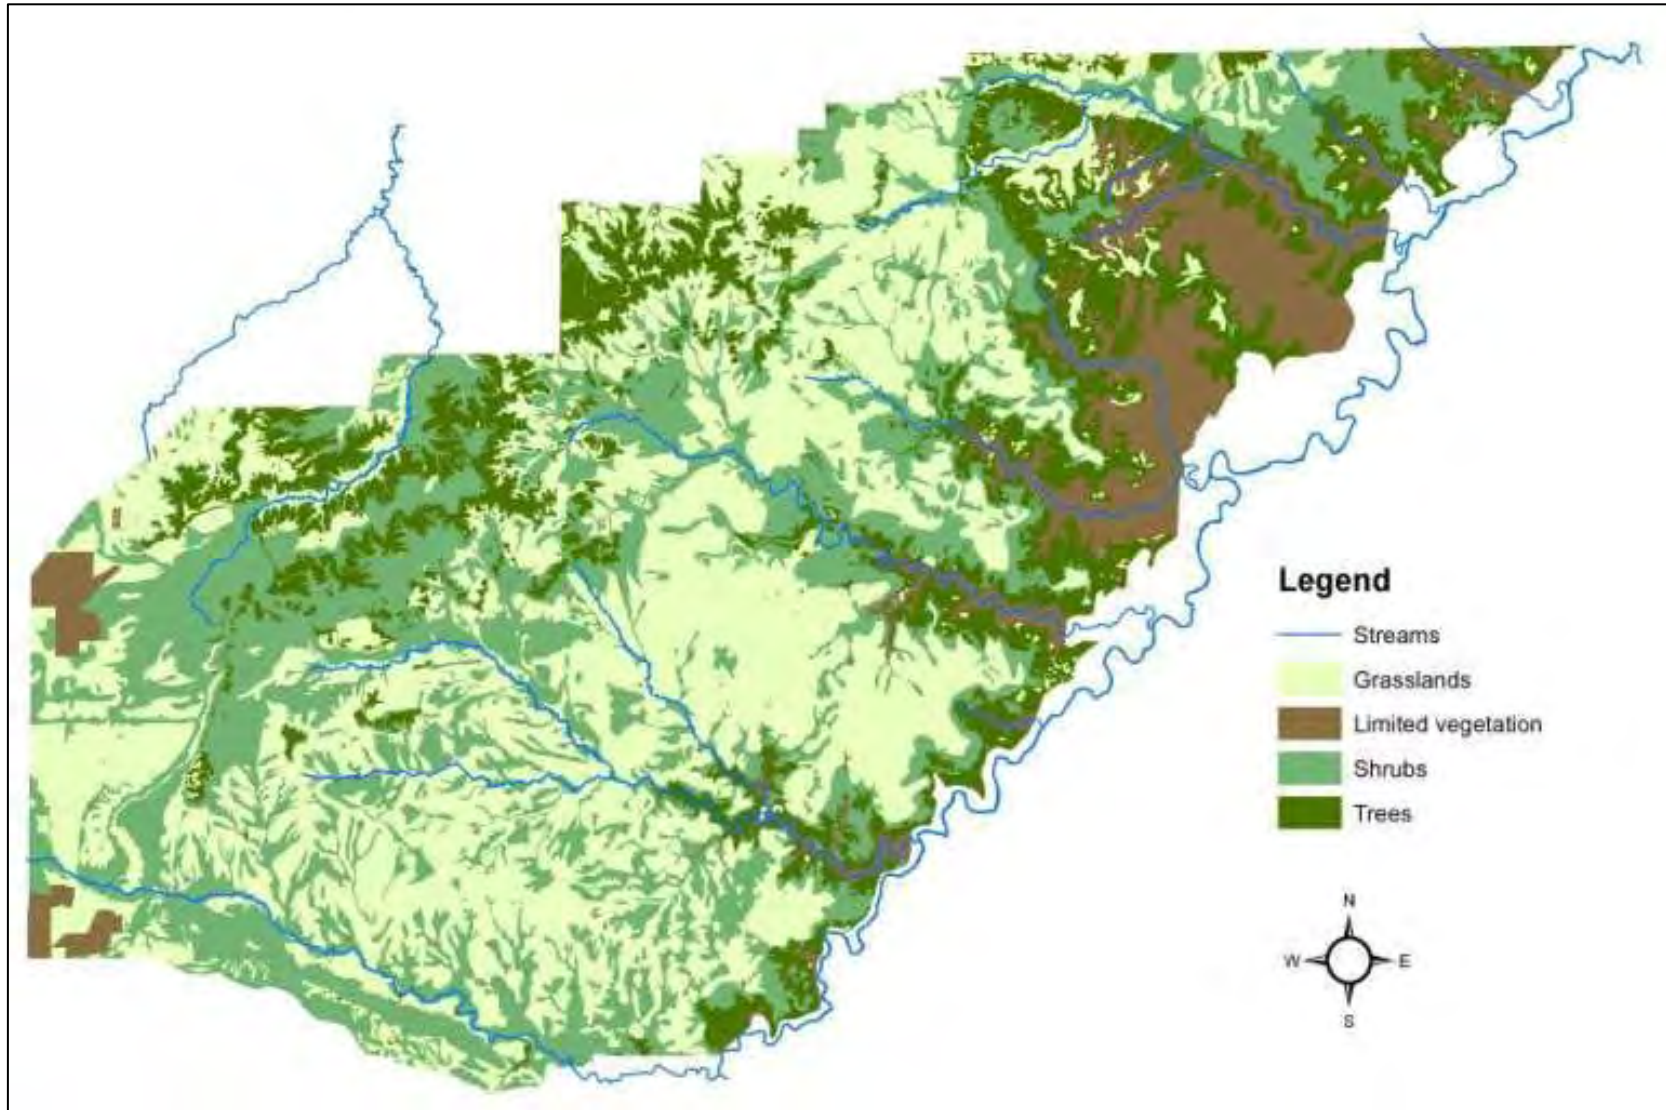 Legend
Streams
Grasslands
Limited vegetation
Shrubs
Trees
N
W E
S